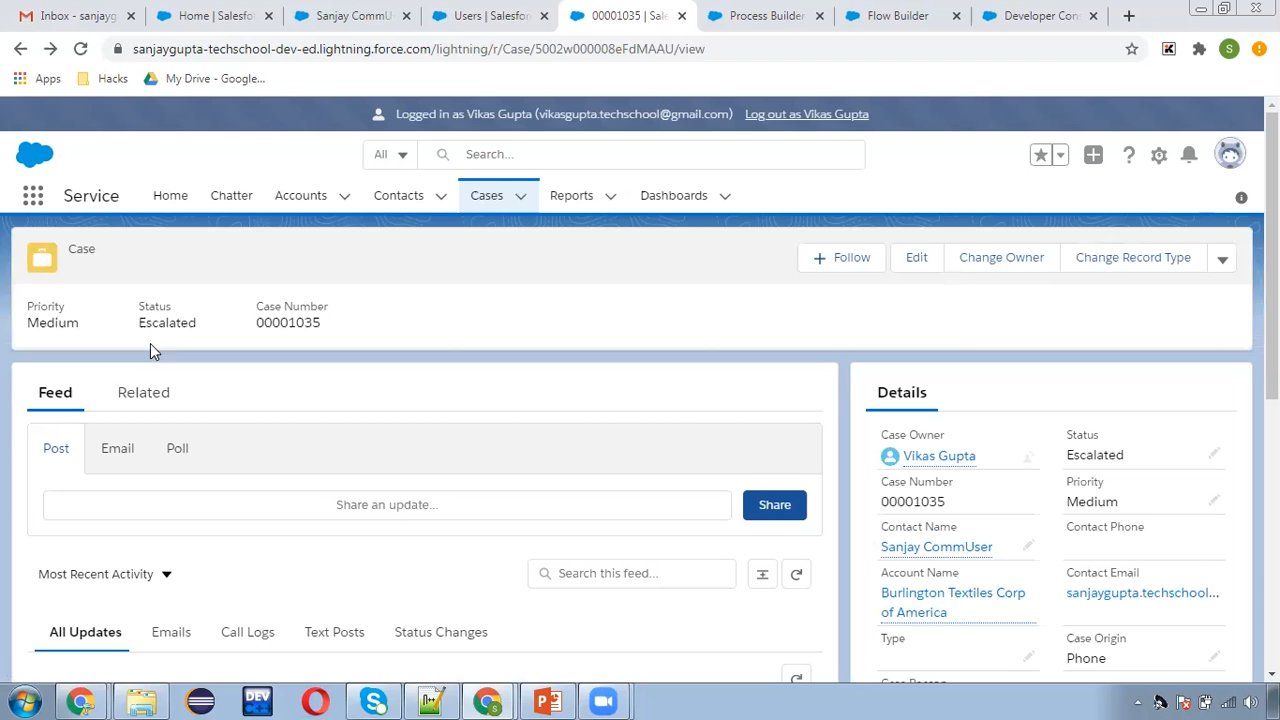 Inbox - sanjayg
Home | Salesfo
Sanjay CommU
Users | Salesfor
00001035 | Sal
Process Builder
Flow Builder
Developer Con
sanjaygupta-techschool-dev-ed.lightning.force.com/lightning/r/Case/5002w000008eFdMAAU/view
S
Apps
Hacks
My Drive - Google...
Logged in as Vikas Gupta (vikasgupta.techschool@gmail.com) Log out as Vikas Gupta
All
Search...
Service
Home
Chatter
Accounts
Contacts
Cases
Reports
Dashboards
Case
Follow
Edit
Change Owner
Change Record Type
Priority
Medium
Status
Escalated
Case Number
00001035
Feed
Related
Post
Email
Poll
Share an update...
Share
Most Recent Activity
Search this feed...
All Updates
Emails
Call Logs
Text Posts
Status Changes
Details
Case Owner
Vikas Gupta
Status
Escalated
Case Number
00001035
Priority
Medium
Contact Name
Sanjay CommUser
Contact Phone
Account Name
Burlington Textiles Corp
of America
Contact Email
sanjaygupta.techschool...
Type
Case Origin
Phone
DEV